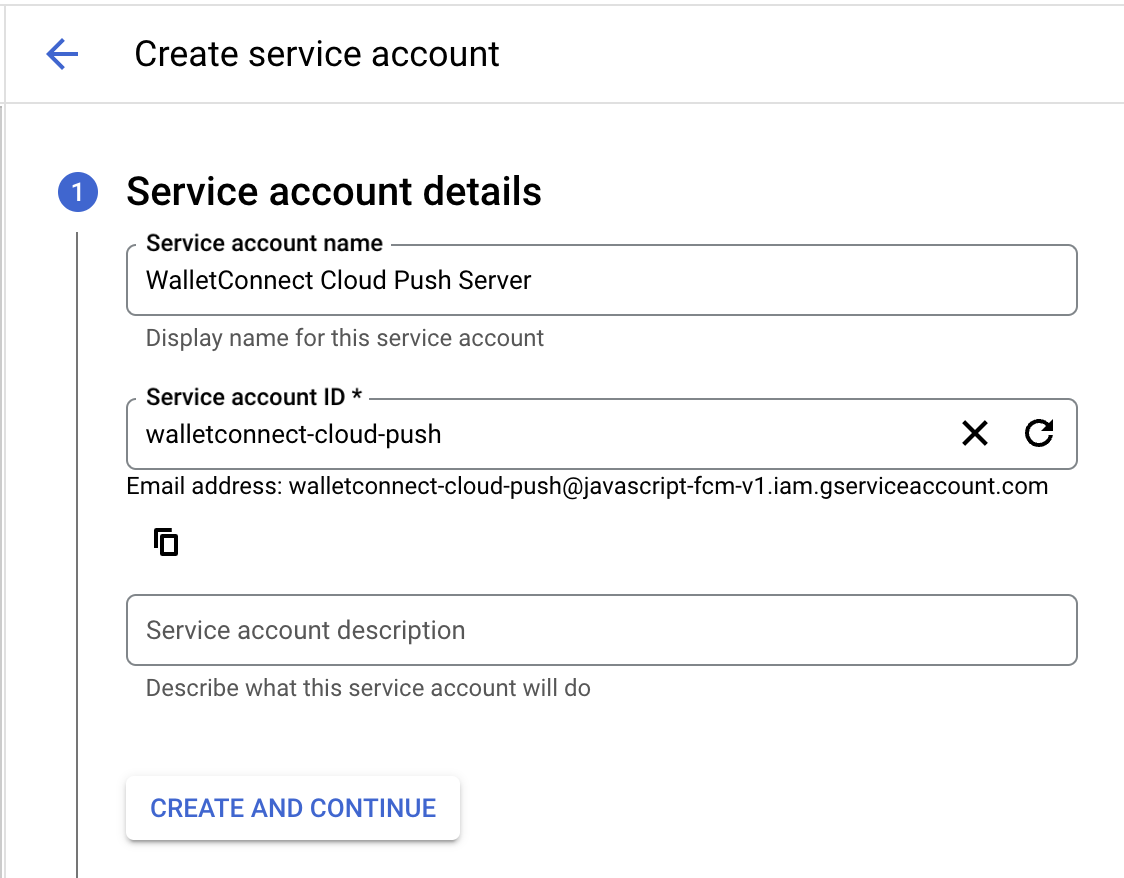 Create service account
1 Service account details
Service account name
WalletConnect Cloud Push Server
Display name for this service account
Service account ID *
walletconnect-cloud-push
Email address: walletconnect-cloud-push@javascript-fcm-v1.iam.gserviceaccount.com
Service account description
Describe what this service account will do
CREATE AND CONTINUE